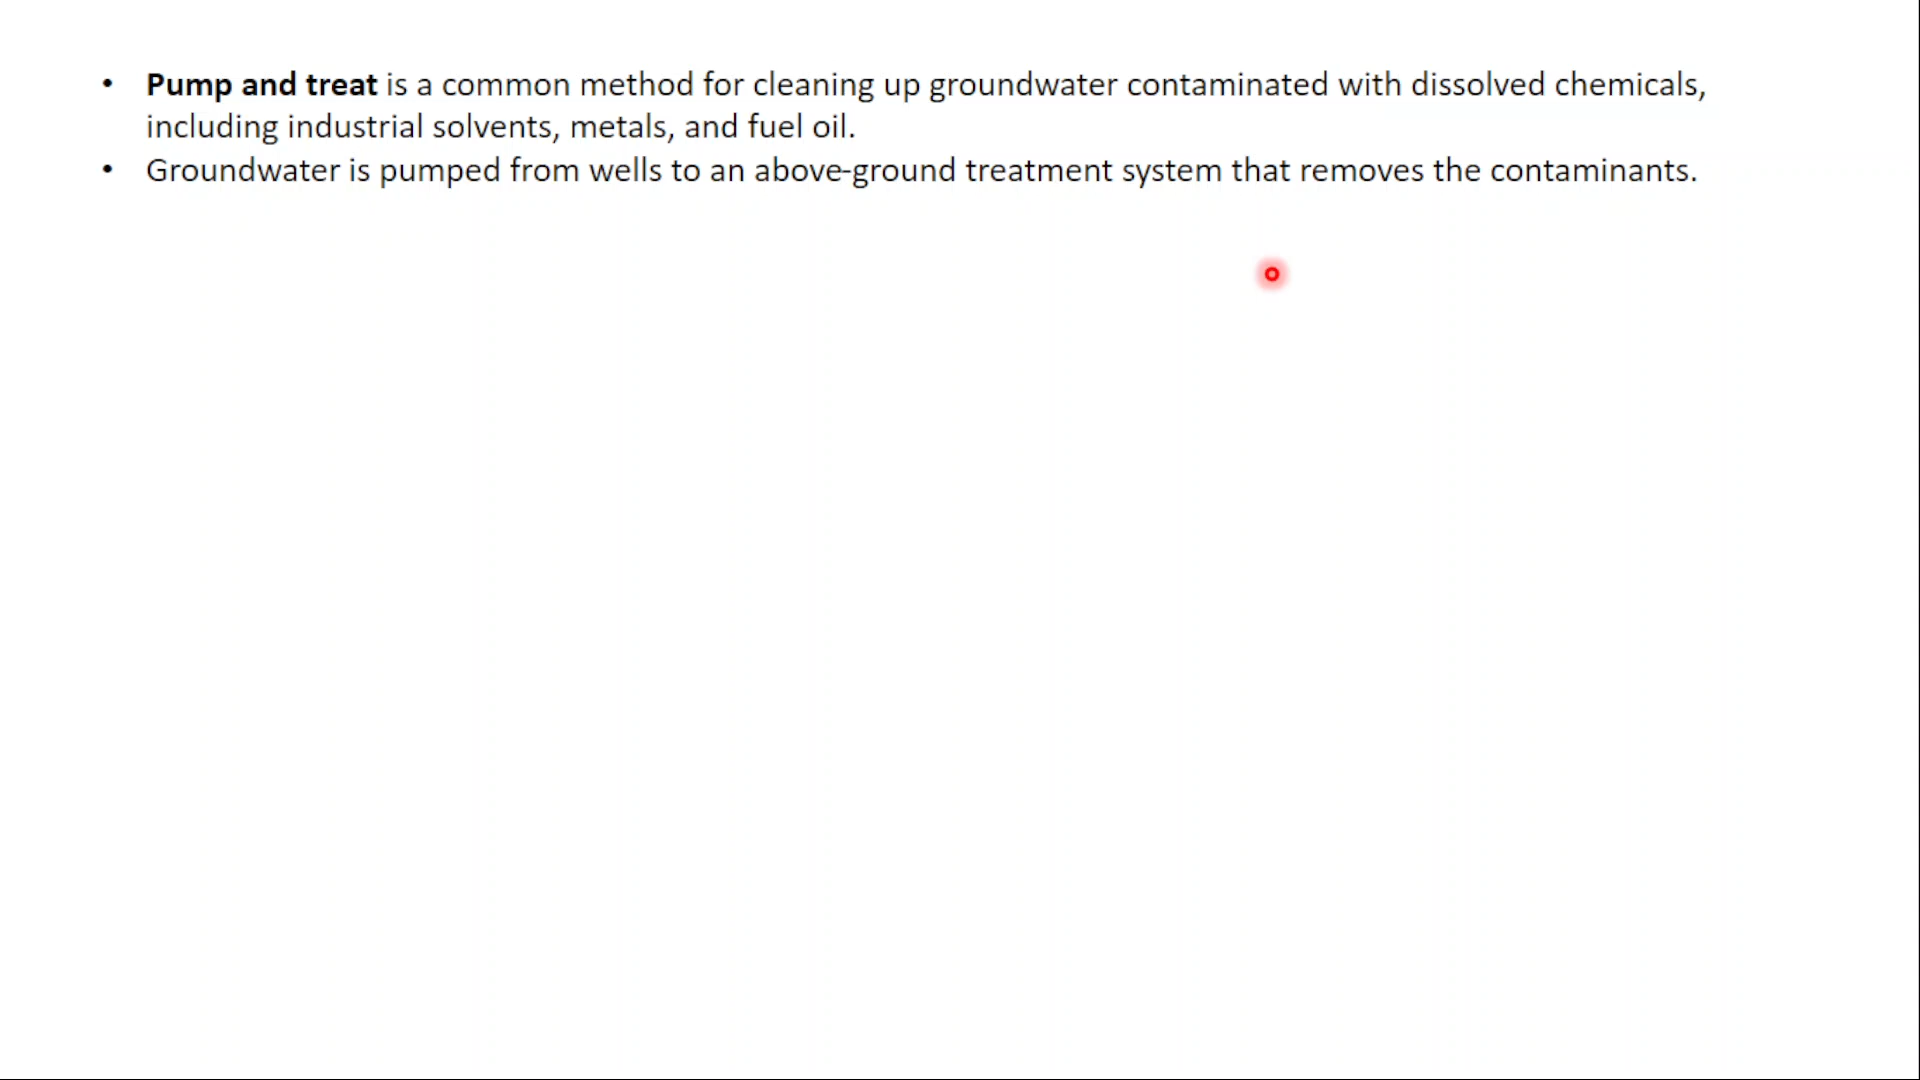 • Pump and treat is a common method for cleaning up groundwater contaminated with dissolved chemicals,
including industrial solvents, metals, and fuel oil.
• Groundwater is pumped from wells to an above-ground treatment system that removes the contaminants.